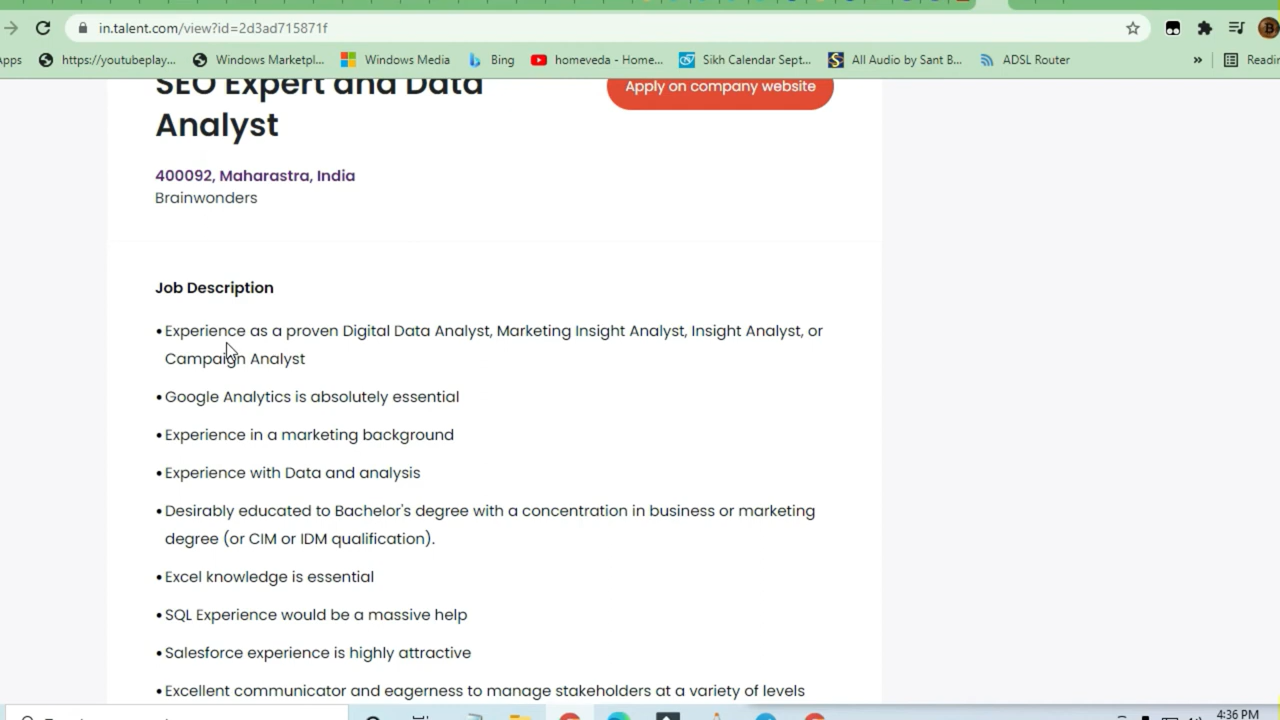 in.talent.com/view?id=2d3ad715871f
Apps https://youtubeplay... Windows Marketpl... Windows Media Bing homeveda - Home... Sikh Calendar Sept... All Audio by Sant B... ADSL Router »
SEO Expert and Data
Analyst
Apply on company website
400092, Maharastra, India
Brainwonders
Job Description
•Experience as a proven Digital Data Analyst, Marketing Insight Analyst, Insight Analyst, or
Campaign Analyst
•Google Analytics is absolutely essential
•Experience in a marketing background
•Experience with Data and analysis
•Desirably educated to Bachelor's degree with a concentration in business or marketing
degree (or CIM or IDM qualification).
•Excel knowledge is essential
•SQL Experience would be a massive help
•Salesforce experience is highly attractive
•Excellent communicator and eagerness to manage stakeholders at a variety of levels
4:36 PM